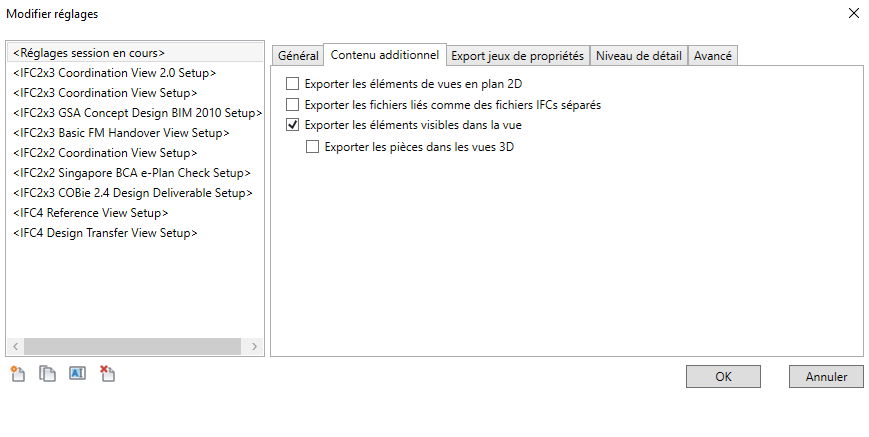 Modifier réglages
<Réglages session en cours>
<IFC2x3 Coordination View 2.0 Setup>
<IFC2x3 Coordination View Setup>
<IFC2x3 GSA Concept Design BIM 2010 Setup>
<IFC2x3 Basic FM Handover View Setup>
<IFC2x2 Coordination View Setup>
<IFC2x2 Singapore BCA e-Plan Check Setup>
<IFC2x3 COBie 2.4 Design Deliverable Setup>
<IFC4 Reference View Setup>
<IFC4 Design Transfer View Setup>
Général Contenu additionnel Export jeux de propriétés Niveau de détail Avancé
Exporter les éléments de vues en plan 2D
Exporter les fichiers liés comme des fichiers IFCs séparés
Exporter les éléments visibles dans la vue
Exporter les pièces dans les vues 3D
AI
OK Annuler